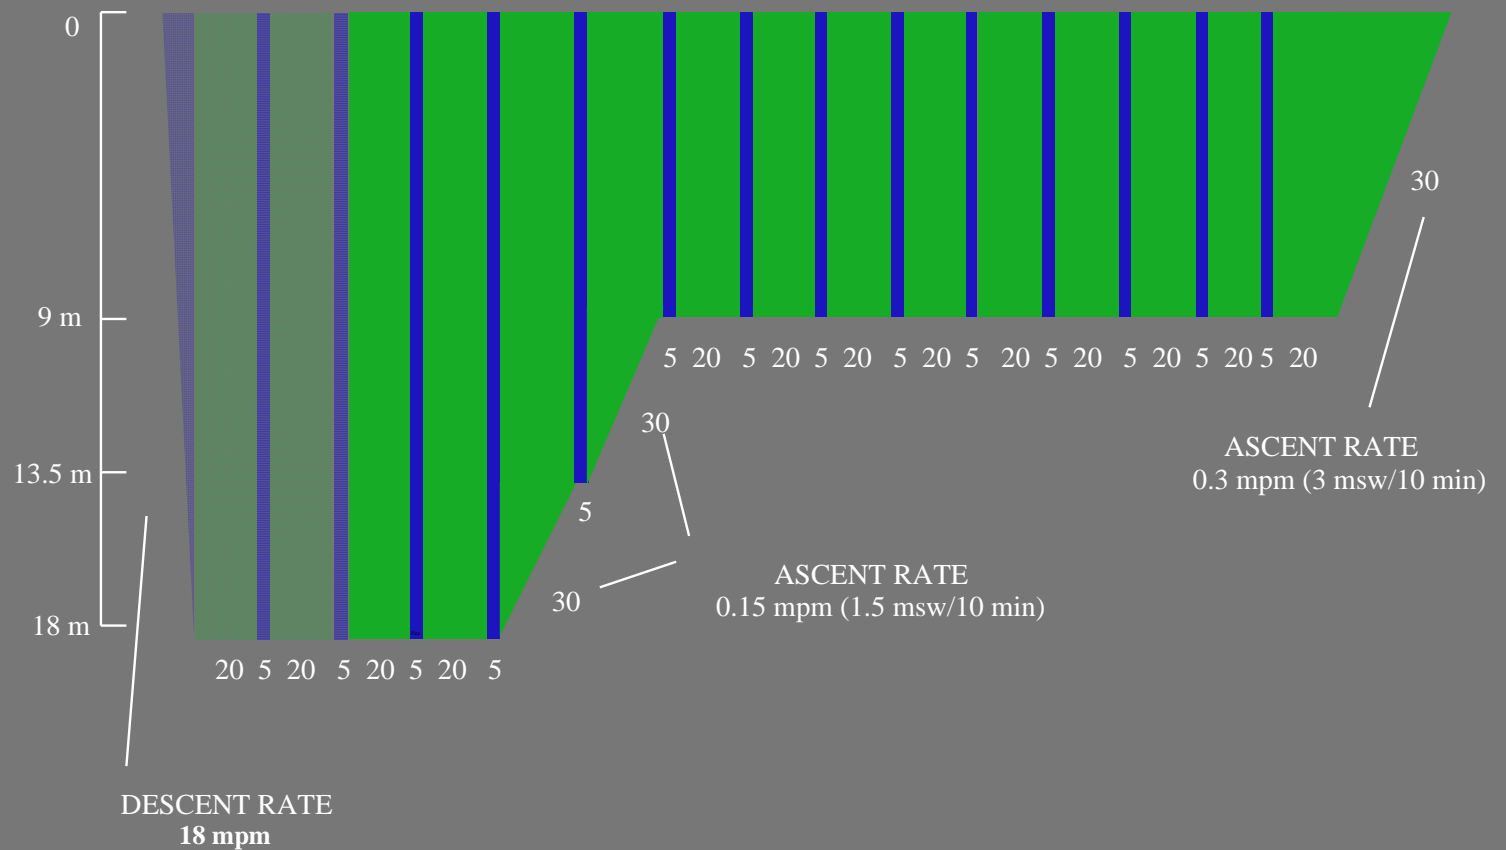 0
30
9 m
5 20 5 20 5 20 5 20 5 20 5 20 5 20 5 20 5 20
30
ASCENT RATE
0.3 mpm (3 msw/10 min)
13.5 m
5
ASCENT RATE
0.15 mpm (1.5 msw/10 min)
30
18 m
20 5 20 5 20 5 20 5
DESCENT RATE
18 mpm